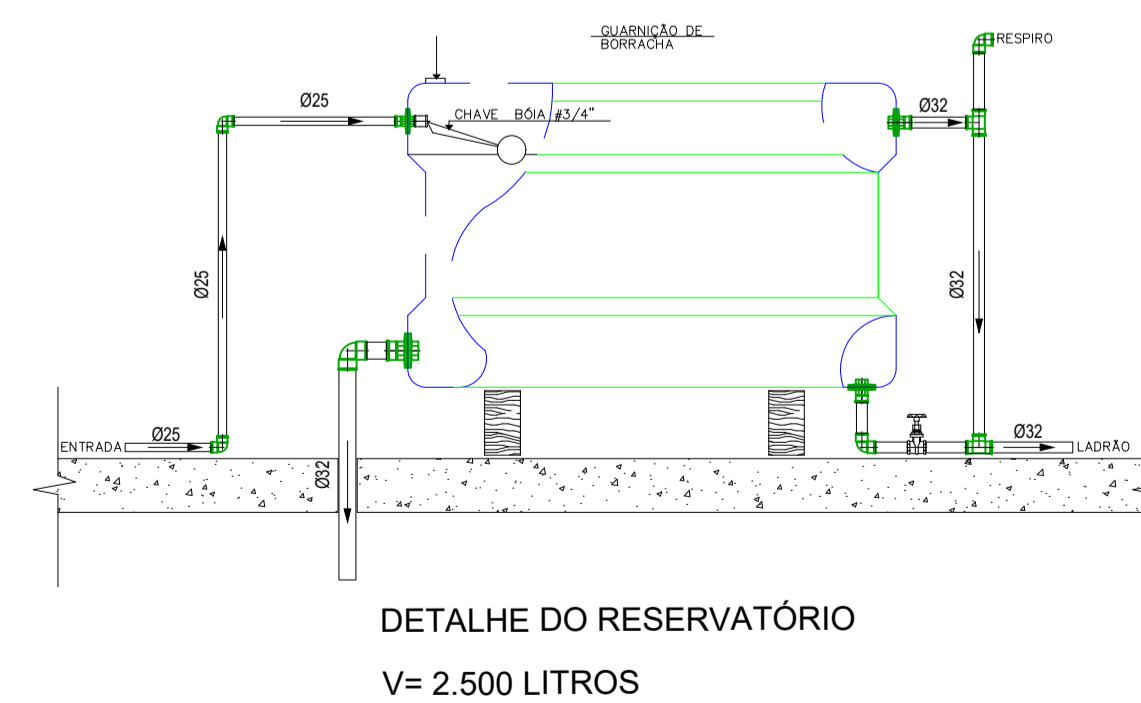 GUARNIÇÃO DE
BORRACHA
RESPIRO
Ø25
CHAVE BÓIA #3/4"
Ø32
Ø25
Ø32
ENTRADA
Ø25
Ø32
LADRÃO
Ø32
DETALHE DO RESERVATÓRIO
V= 2.500 LITROS